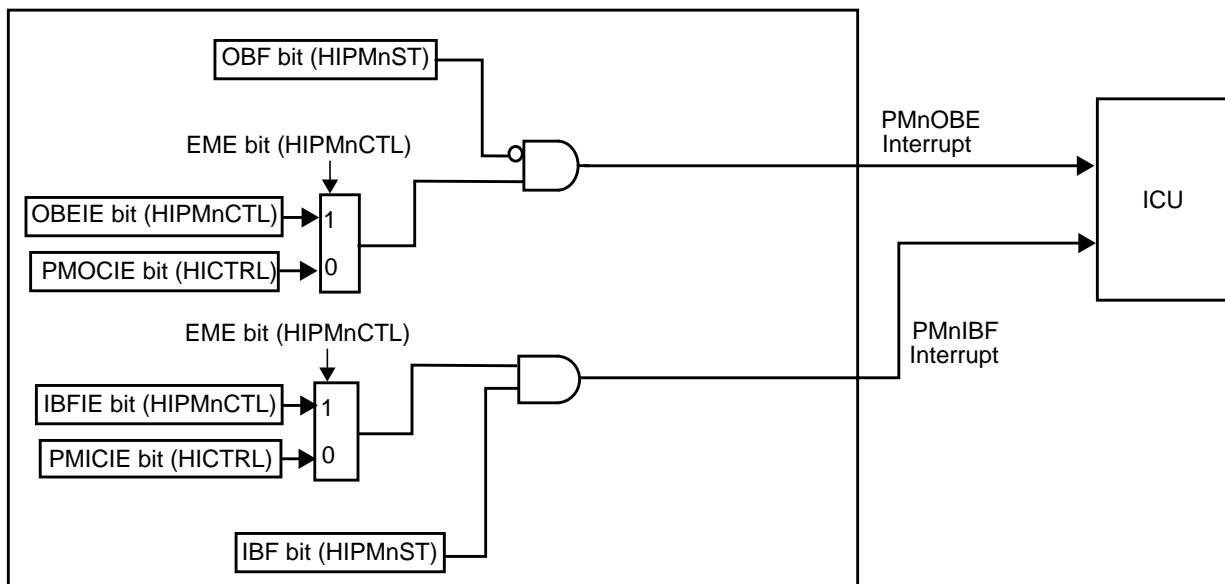 OBF bit (HIPMnST)
EME bit (HIPMnCTL)
OBEIE bit (HIPMnCTL)
1
PMOCIE bit (HICTRL)
0
PMnOBE
Interrupt
ICU
EME bit (HIPMnCTL)
IBFIE bit (HIPMnCTL)
1
PMICIE bit (HICTRL)
0
PMnIBF
Interrupt
IBF bit (HIPMnST)